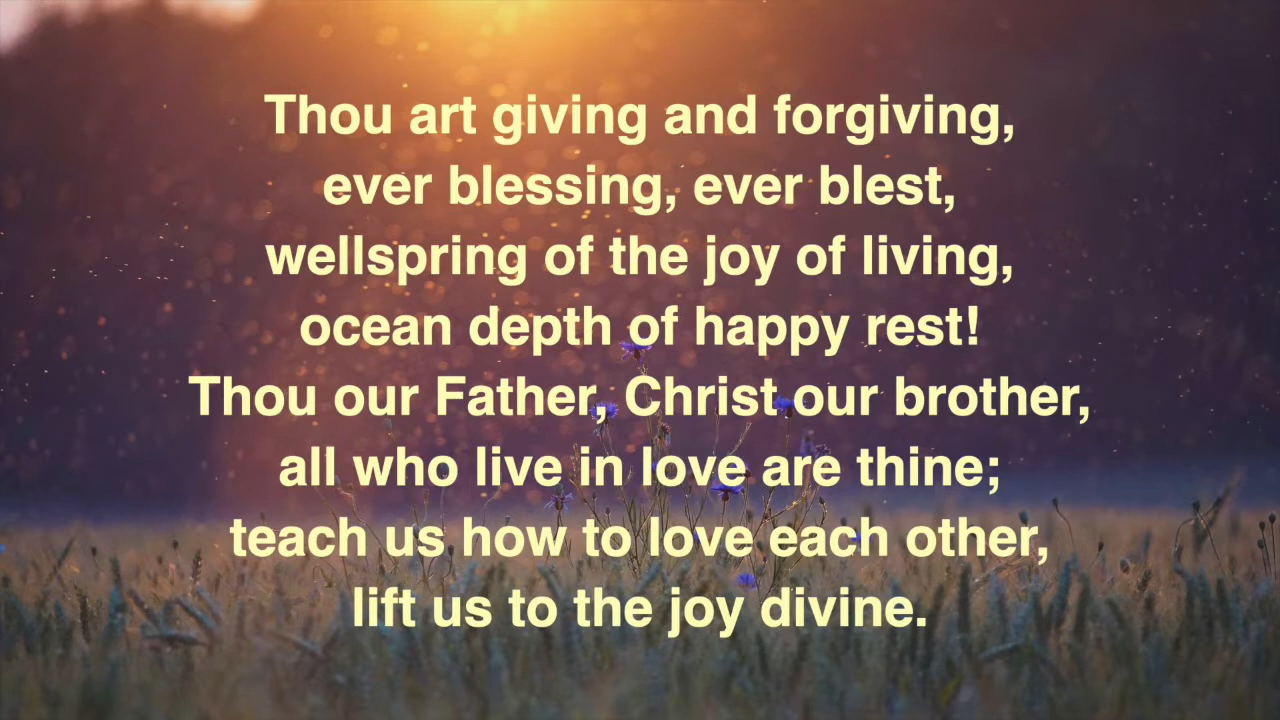 Thou art giving and forgiving,
ever blessing, ever blest,
wellspring of the joy of living,
ocean depth of happy rest!
Thou our Father, Christ our brother,
all who live in love are thine;
teach us how to love each other,
lift us to the joy divine.